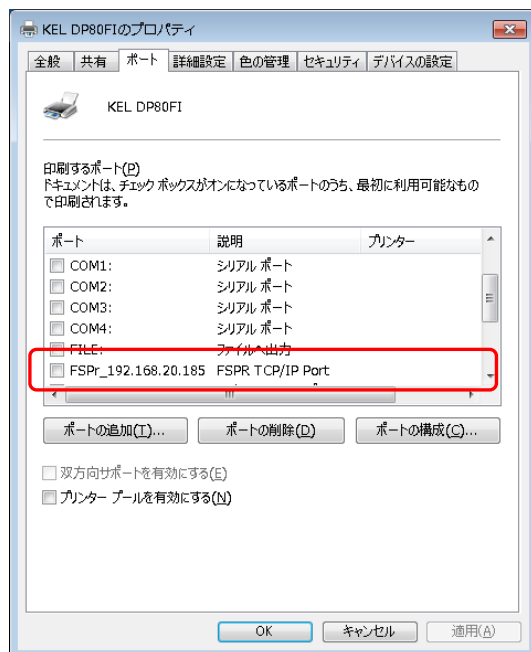 KEL DP80FIのプロパティ
全般 共有 ポート 詳細設定 色の管理 セキュリティ デバイスの設定
KEL DP80FI
印刷するポート(P)
ドキュメントは、チェック ボックスがオンになっているポートのうち、最初に利用可能なもの
で印刷されます。
ポート 説明 プリンター
COM1: シリアル ポート
COM2: シリアル ポート
COM3: シリアル ポート
COM4: シリアル ポート
FILE: ファイルへ出力
FSPr_192.168.20.185 FSPR TCP/IP Port
ポートの追加(T)... ポートの削除(D) ポートの構成(C)...
双方向サポートを有効にする(E)
プリンター プールを有効にする(N)
OK キャンセル 適用(A)